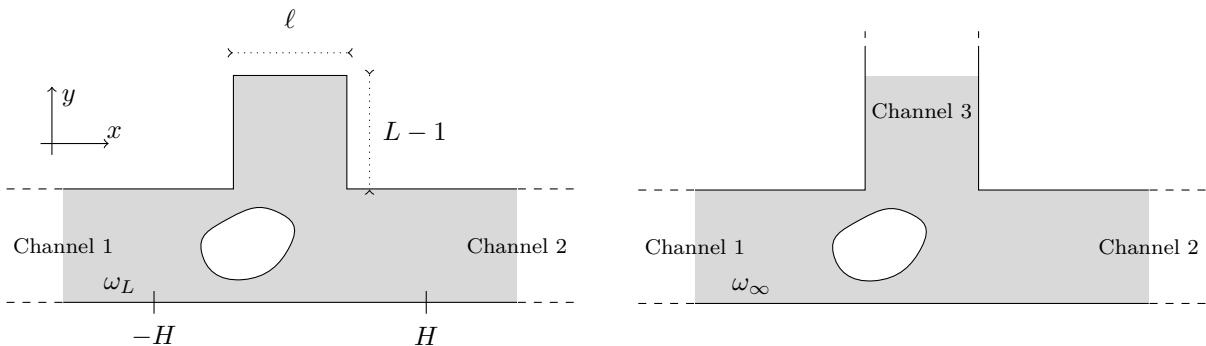 ℓ
y
x
L − 1
Channel 1
Channel 2
ω_L
−H
H
Channel 3
Channel 1
Channel 2
ω_∞